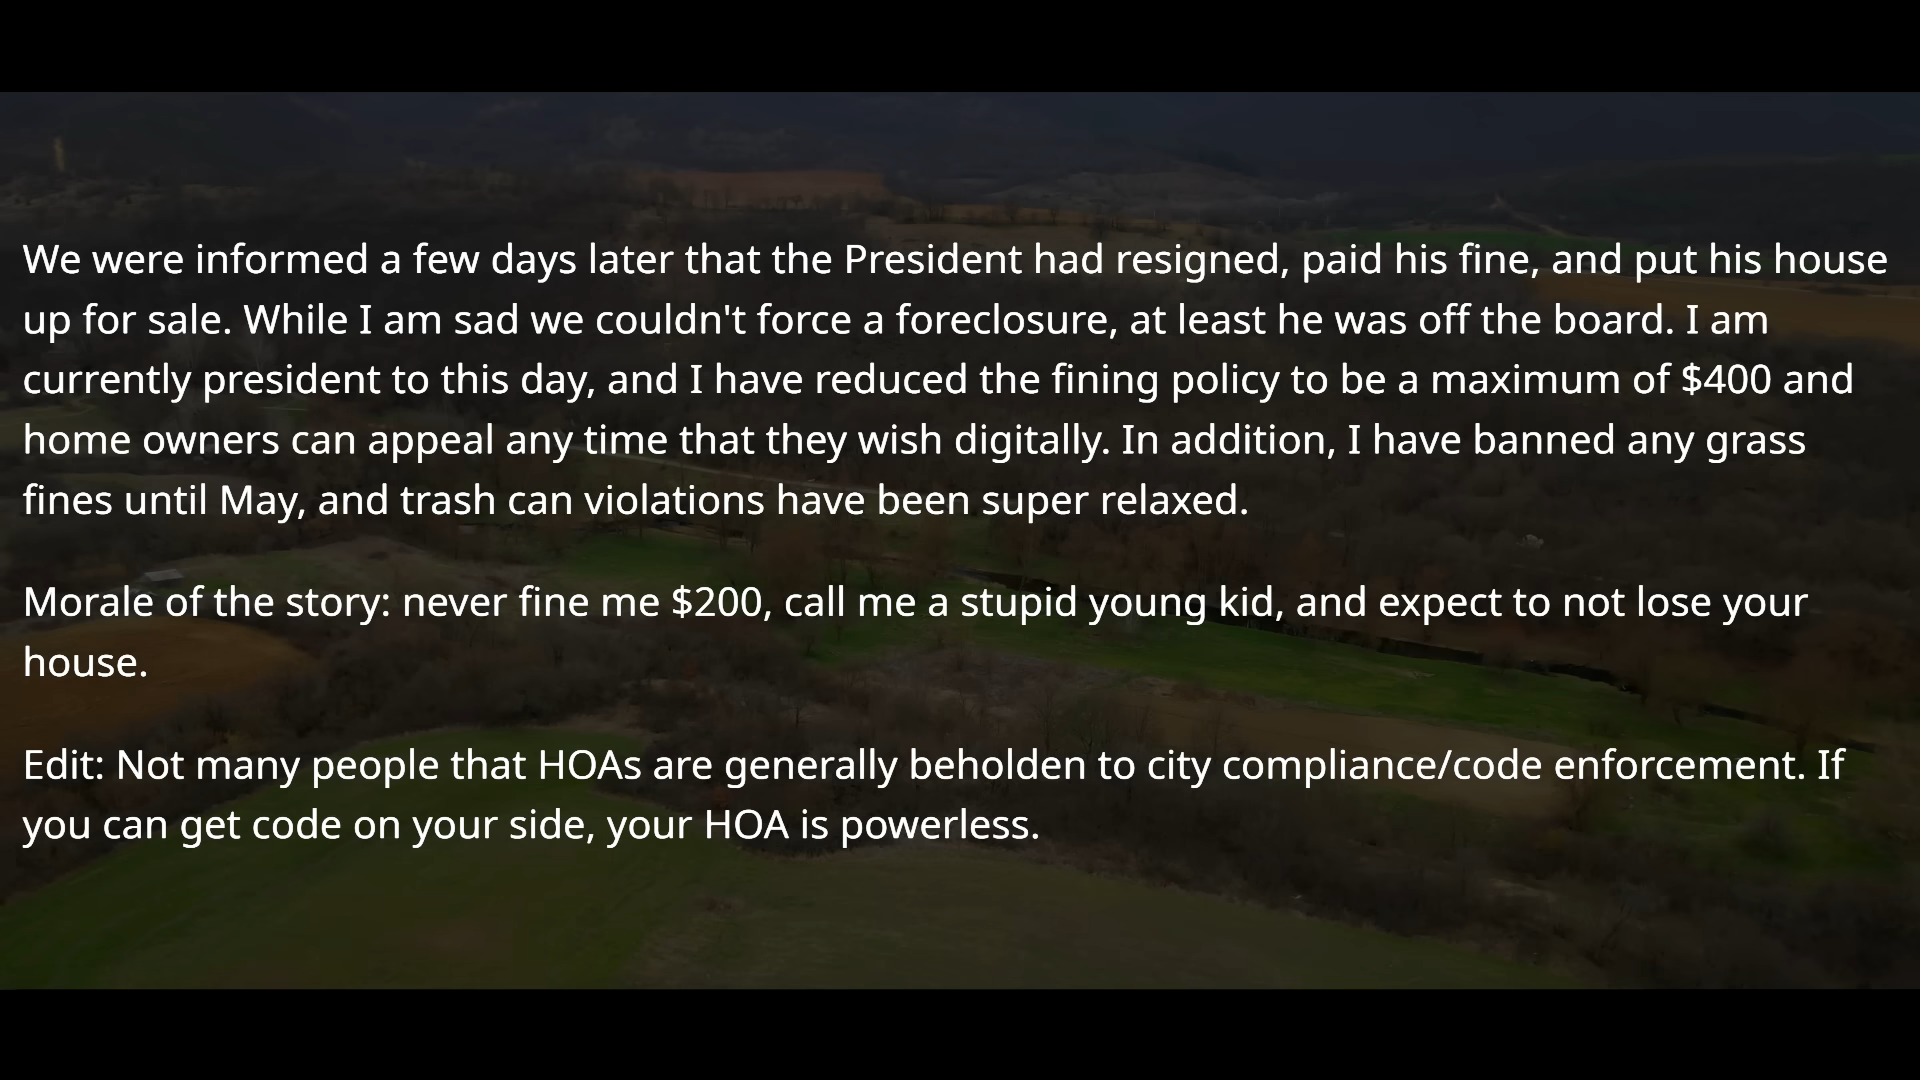 We were informed a few days later that the President had resigned, paid his fine, and put his house
up for sale. While I am sad we couldn't force a foreclosure, at least he was off the board. I am
currently president to this day, and I have reduced the fining policy to be a maximum of $400 and
home owners can appeal any time that they wish digitally. In addition, I have banned any grass
fines until May, and trash can violations have been super relaxed.
Morale of the story: never fine me $200, call me a stupid young kid, and expect to not lose your
house.
Edit: Not many people that HOAs are generally beholden to city compliance/code enforcement. If
you can get code on your side, your HOA is powerless.